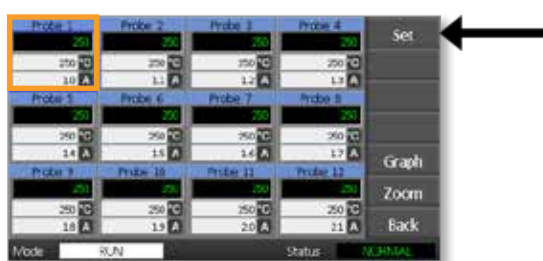 Probe 1 Probe 2 Probe 3 Probe 4 Set
250 250 250 250
250 °C 250 °C 250 °C 250 °C
1.0 A 1.1 A 1.2 A 1.3 A
Probe 5 Probe 6 Probe 7 Probe 8
250 250 250 250
250 °C 250 °C 250 °C 250 °C
1.4 A 1.5 A 1.6 A 1.7 A Graph
Probe 9 Probe 10 Probe 11 Probe 12
250 250 250 250 Zoom
250 °C 250 °C 250 °C 250 °C
1.8 A 1.9 A 2.0 A 2.1 A Back
Mode RUN Status NORMAL